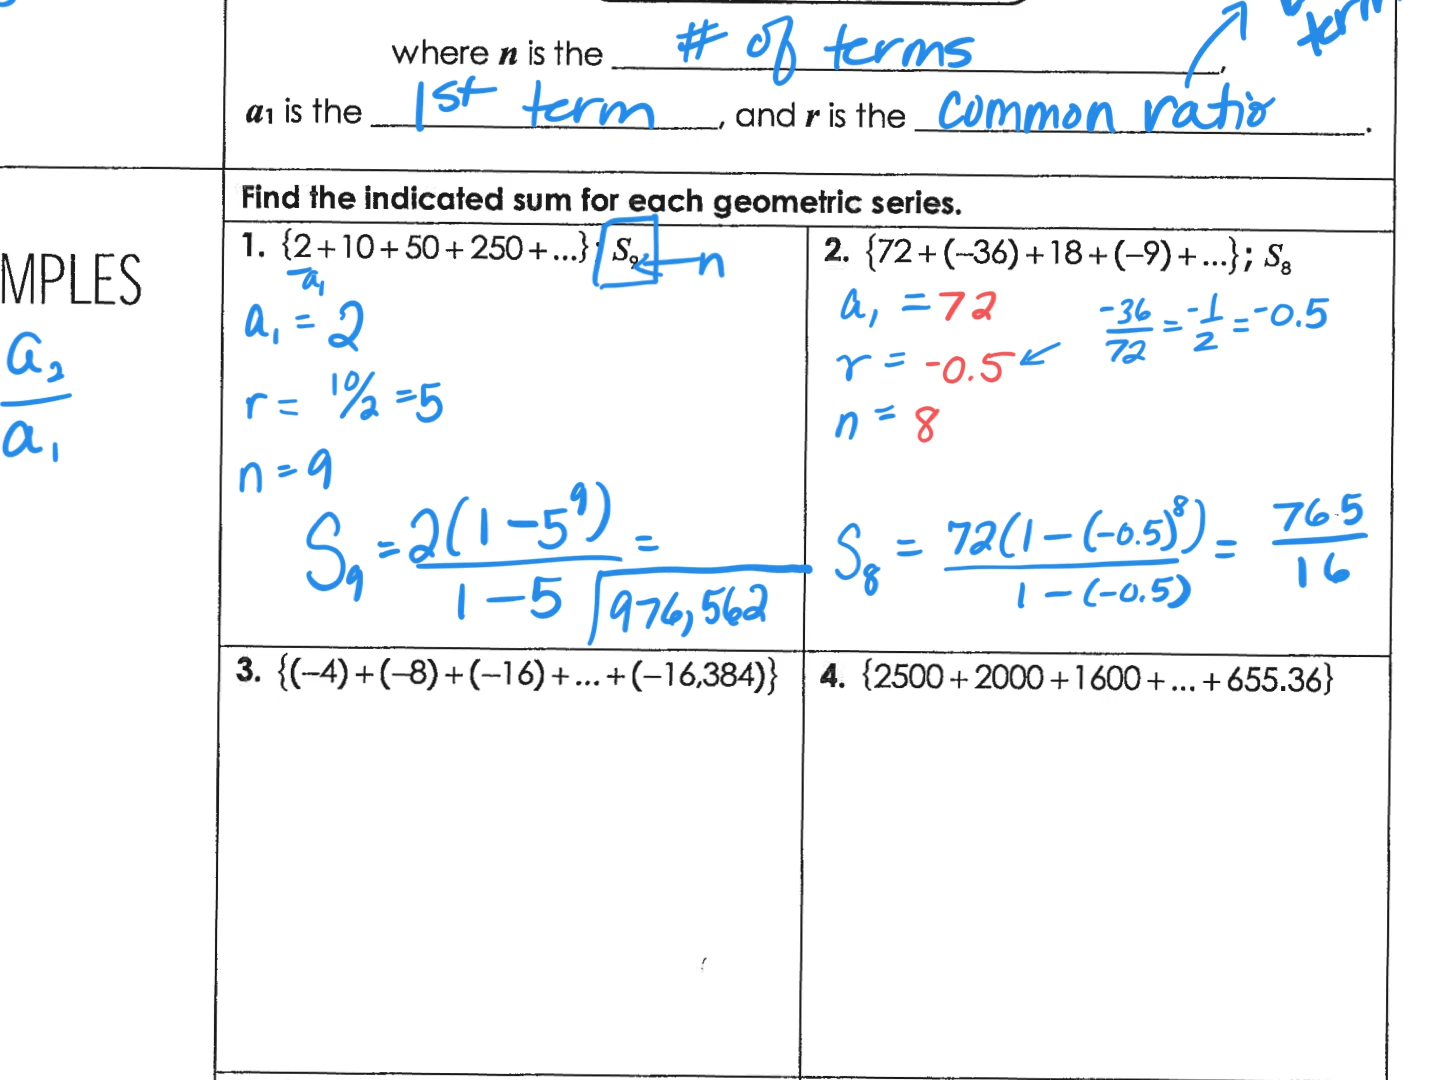 where n is the # of terms,
term
a1 is the 1st term, and r is the common ratio.
Find the indicated sum for each geometric series.
MPLES
a2/a1
1. {2+10+50+250+...}; S9 ← n
a1
a1 = 2
r = 10/2 = 5
n = 9
S9 = 2(1-5^9)/(1-5) = 976,562
2. {72+(-36)+18+(-9)+...}; S8
a1 = 72
-36/72 = -1/2 = -0.5
r = -0.5
n = 8
S8 = 72(1-(-0.5)^8)/(1-(-0.5)) = 765/16
3. {(-4)+(-8)+(-16)+...+(-16,384)}
4. {2500+2000+1600+...+655.36}